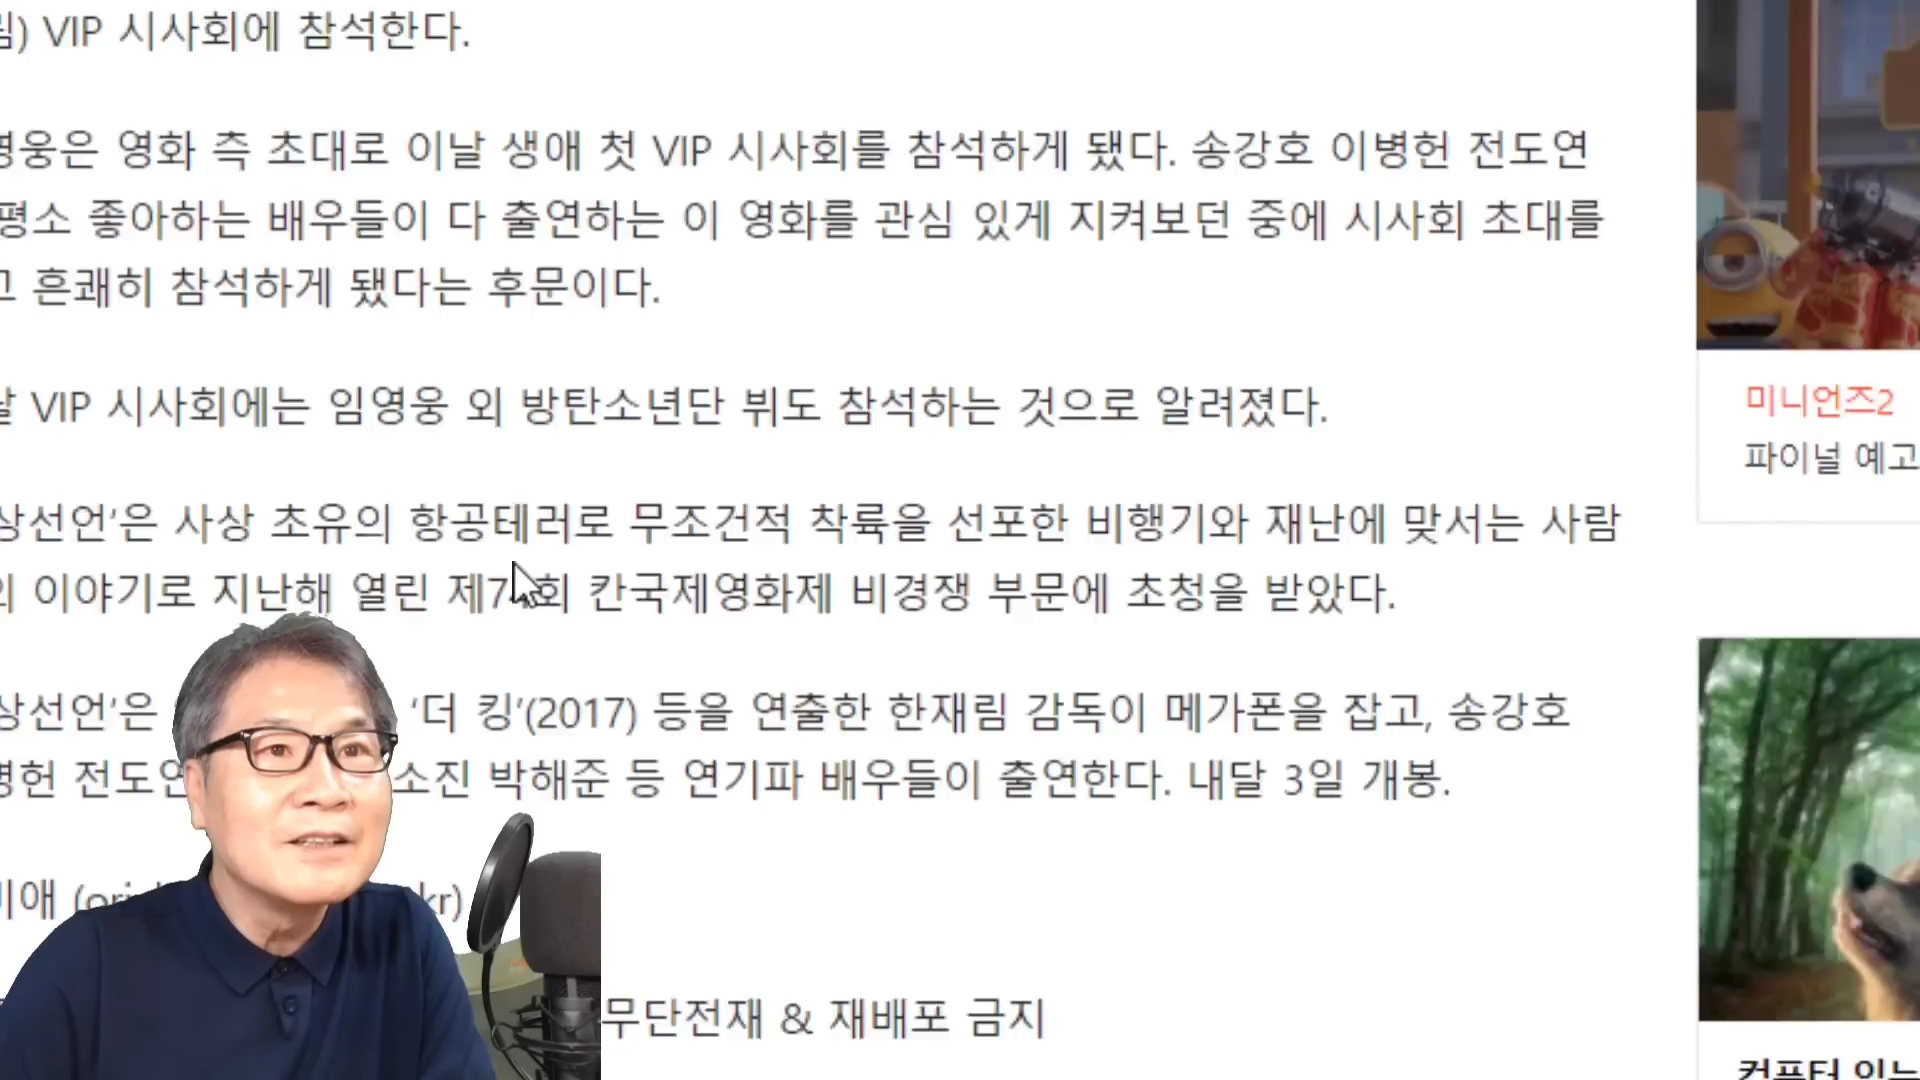 VIP 시사회에 참석한다.
영웅은 영화 측 초대로 이날 생애 첫 VIP 시사회를 참석하게 됐다. 송강호 이병헌 전도연
평소 좋아하는 배우들이 다 출연하는 이 영화를 관심 있게 지켜보던 중에 시사회 초대를
고 흔쾌히 참석하게 됐다는 후문이다.
날 VIP 시사회에는 임영웅 외 방탄소년단 뷔도 참석하는 것으로 알려졌다.
상선언’은 사상 초유의 항공테러로 무조건적 착륙을 선포한 비행기와 재난에 맞서는 사람
의 이야기로 지난해 열린 칸국제영화제 비경쟁 부문에 초청을 받았다.
상선언’은 ‘더 킹’(2017) 등을 연출한 한재림 감독이 메가폰을 잡고, 송강호
병헌 전도연 소진 박해준 등 연기파 배우들이 출연한다. 내달 3일 개봉.
미애 kr)
무단전재 & 재배포 금지
미니언즈2
파이널 예고
컴퓨터